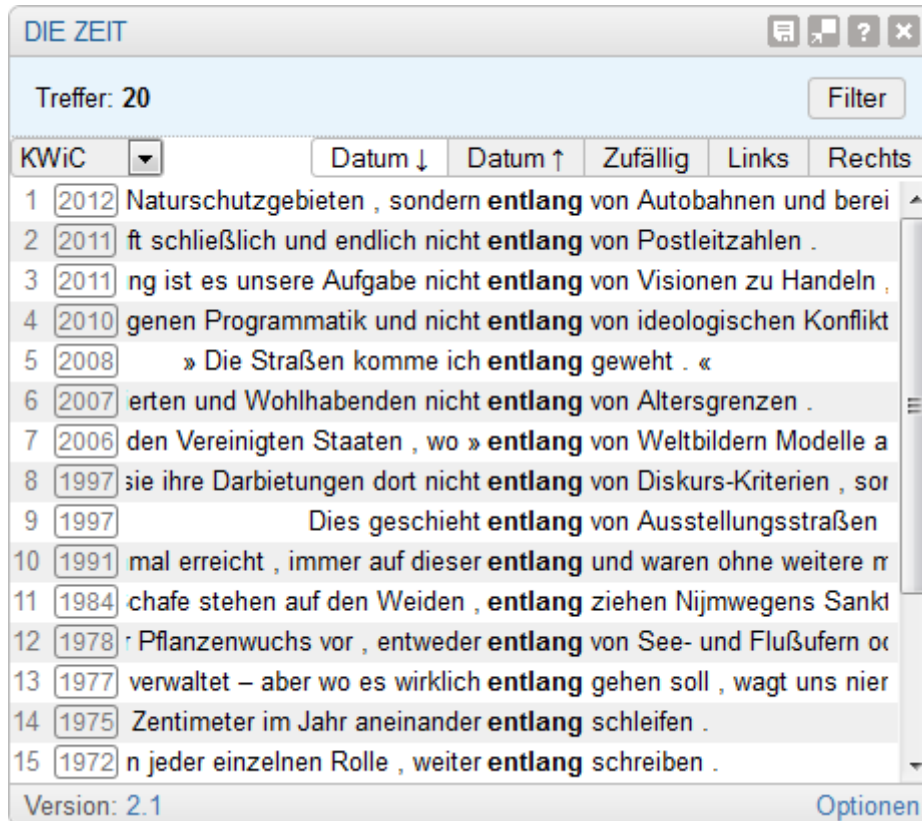 DIE ZEIT
Treffer: 20 Filter
KWiC Datum ↓ Datum ↑ Zufällig Links Rechts
1 2012 Naturschutzgebieten , sondern entlang von Autobahnen und berei
2 2011 ft schließlich und endlich nicht entlang von Postleitzahlen .
3 2011 ng ist es unsere Aufgabe nicht entlang von Visionen zu Handeln ,
4 2010 genen Programmatik und nicht entlang von ideologischen Konflikt
5 2008 » Die Straßen komme ich entlang geweht . «
6 2007 ierten und Wohlhabenden nicht entlang von Altersgrenzen .
7 2006 den Vereinigten Staaten , wo » entlang von Weltbildern Modelle a
8 1997 sie ihre Darbietungen dort nicht entlang von Diskurs-Kriterien , sor
9 1997 Dies geschieht entlang von Ausstellungsstraßen
10 1991 mal erreicht , immer auf dieser entlang und waren ohne weitere m
11 1984 chafe stehen auf den Weiden , entlang ziehen Nijmwegens Sankt
12 1978 r Pflanzenwuchs vor , entweder entlang von See- und Flußufern oc
13 1977 verwaltet – aber wo es wirklich entlang gehen soll , wagt uns nier
14 1975 Zentimeter im Jahr aneinander entlang schleifen .
15 1972 n jeder einzelnen Rolle , weiter entlang schreiben .
Version: 2.1 Optionen